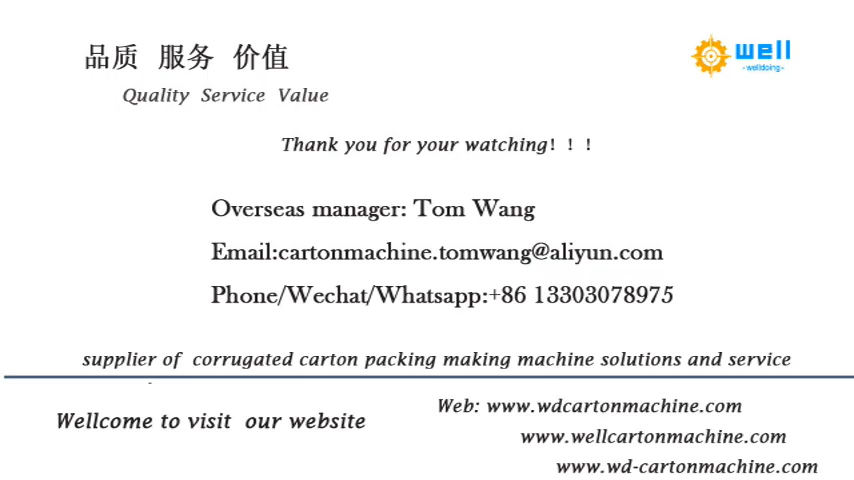 品质 服务 价值
well
-welldoing-
Quality Service Value
Thank you for your watching! ! !
Overseas manager: Tom Wang
Email:cartonmachine.tomwang@aliyun.com
Phone/Wechat/Whatsapp:+86 13303078975
supplier of corrugated carton packing making machine solutions and service
Wellcome to visit our website
Web: www.wdcartonmachine.com
www.wellcartonmachine.com
www.wd-cartonmachine.com